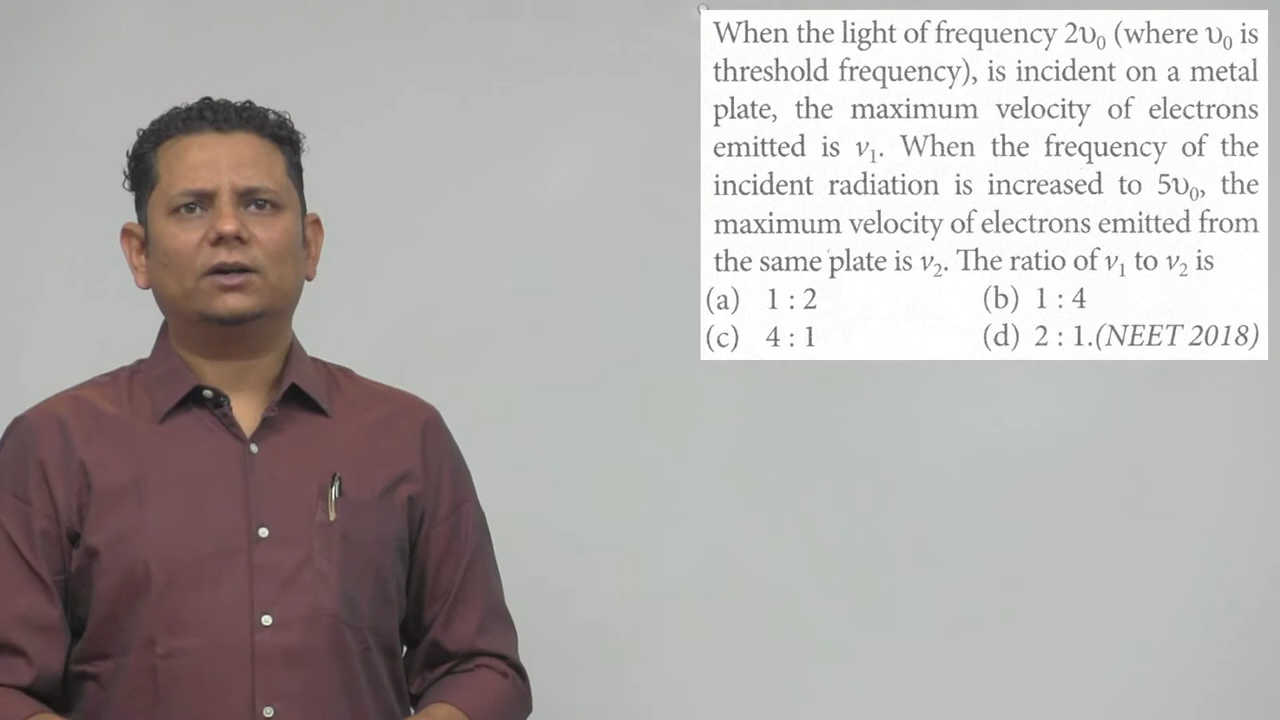 When the light of frequency 2υ₀ (where υ₀ is
threshold frequency), is incident on a metal
plate, the maximum velocity of electrons
emitted is v₁. When the frequency of the
incident radiation is increased to 5υ₀, the
maximum velocity of electrons emitted from
the same plate is v₂. The ratio of v₁ to v₂ is
(a) 1 : 2 (b) 1 : 4
(c) 4 : 1 (d) 2 : 1.(NEET 2018)